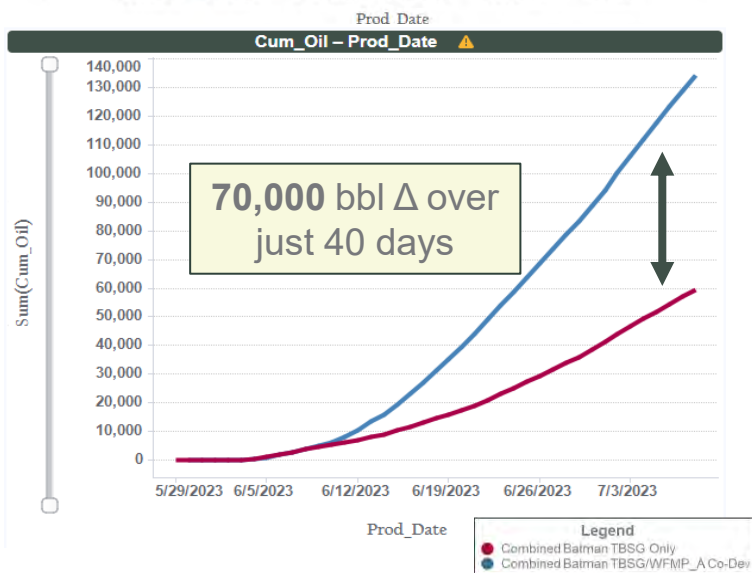 Prod_Date
Cum_Oil – Prod_Date
140,000
130,000
120,000
110,000
100,000
90,000
80,000
70,000
60,000
50,000
40,000
30,000
20,000
10,000
0
Sum(Cum_Oil)
70,000 bbl Δ over
just 40 days
5/29/2023 6/5/2023 6/12/2023 6/19/2023 6/26/2023 7/3/2023
Prod_Date
Legend
Combined Batman TBSG Only
Combined Batman TBSG/WFMP_A Co-Dev